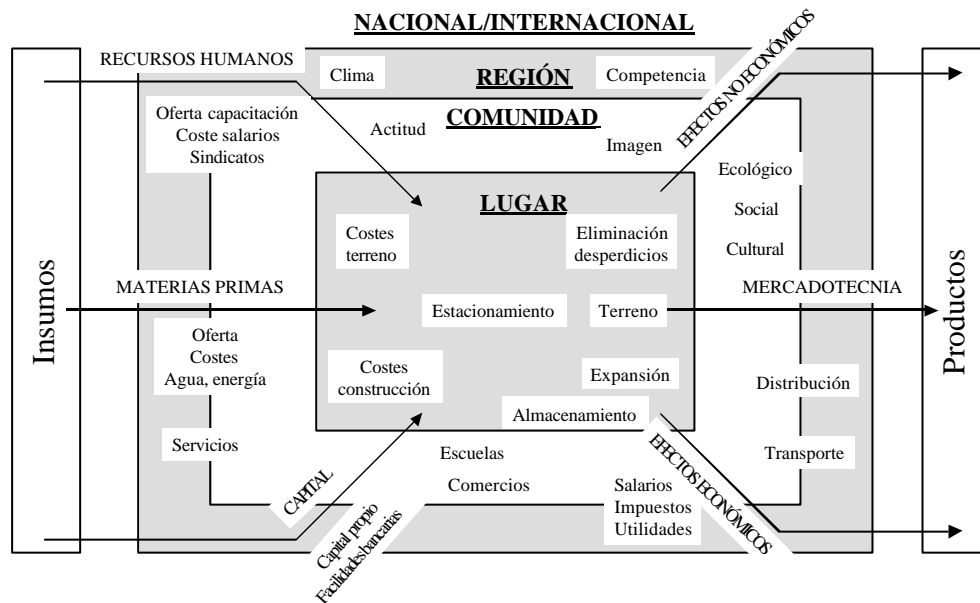 NACIONAL/INTERNACIONAL
RECURSOS HUMANOS
Clima
REGIÓN
Competencia
EFECTOS NO ECONÓMICOS
Oferta capacitación
Coste salarios
Sindicatos
Actitud
COMUNIDAD
Imagen
Ecológico
Social
Cultural
LUGAR
Costes
terreno
Eliminación
desperdicios
Insumos
MATERIAS PRIMAS
Estacionamiento
Terreno
MERCADOTECNIA
Productos
Oferta
Costes
Agua, energía
Costes
construcción
Expansión
Distribución
Almacenamiento
Servicios
Escuelas
Comercios
Transporte
CAPITAL
Capital propio
Facilidades bancarias
Salarios
Impuestos
Utilidades
EFECTOS ECONÓMICOS